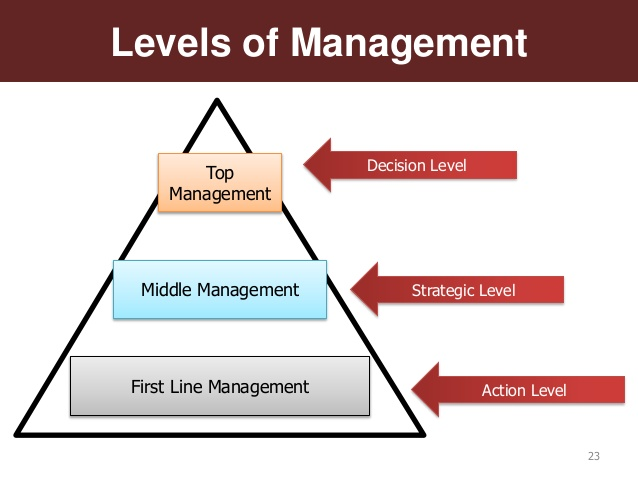 Levels of Management
Top
Management
Decision Level
Middle Management
Strategic Level
First Line Management
Action Level
23